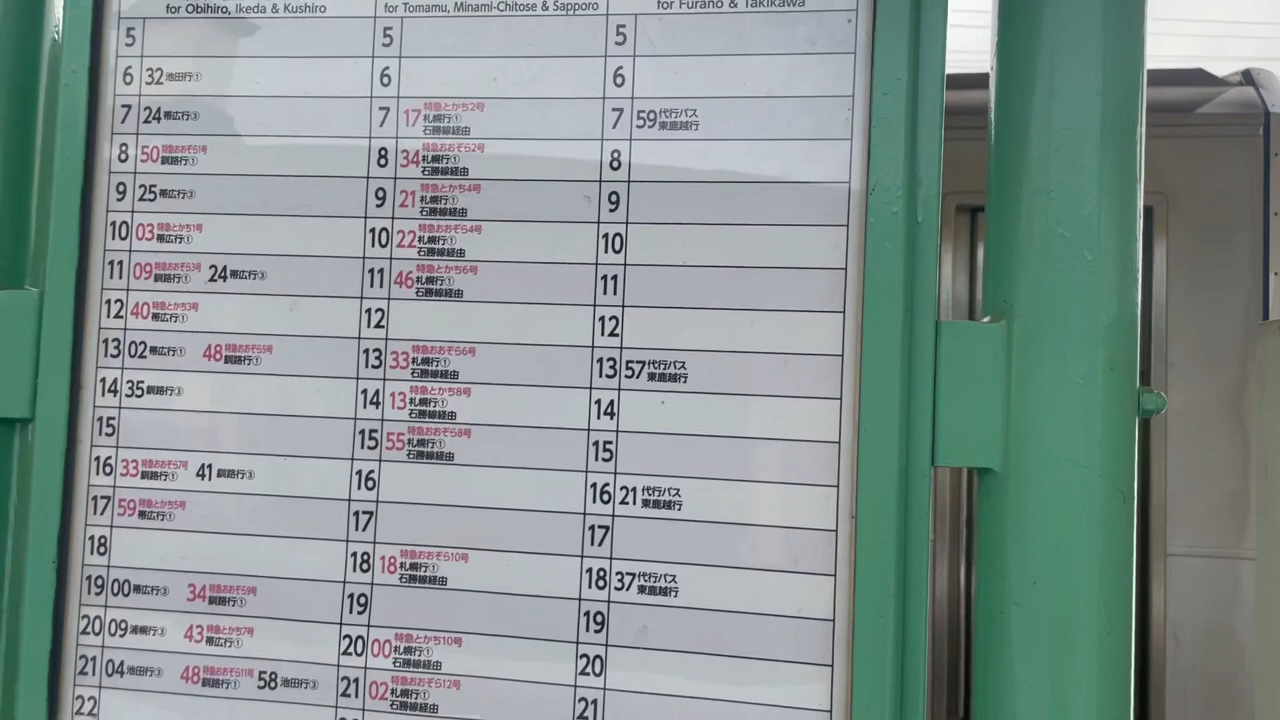 for Obihiro, Ikeda & Kushiro
for Tomamu, Minami-Chitose & Sapporo
for Furano & Takikawa
5
6 32 池田行①
7 24 帯広行③
8 50 特急おおぞら1号
釧路行①
9 25 帯広行③
10 03 特急とかち1号
帯広行①
11 09 特急おおぞら3号
釧路行①
24 帯広行③
12 40 特急とかち3号
帯広行①
13 02 帯広行①
48 特急おおぞら5号
釧路行①
14 35 釧路行③
15
16 33 特急おおぞら7号
釧路行①
41 釧路行③
17 59 特急とかち5号
帯広行①
18
19 00 帯広行③
34 特急おおぞら9号
釧路行①
20 09 浦幌行③
43 特急とかち7号
帯広行①
21 04 池田行③
48 特急おおぞら11号
釧路行①
58 池田行③
22
5
6
7 17 特急とかち2号
札幌行①
石勝線経由
8 34 特急おおぞら2号
札幌行①
石勝線経由
9 21 特急とかち4号
札幌行①
石勝線経由
10 22 特急おおぞら4号
札幌行①
石勝線経由
11 46 特急とかち6号
札幌行①
石勝線経由
12
13 33 特急おおぞら6号
札幌行①
石勝線経由
14 13 特急とかち8号
札幌行①
石勝線経由
15 55 特急おおぞら8号
札幌行①
石勝線経由
16
17
18 18 特急おおぞら10号
札幌行①
石勝線経由
19
20 00 特急とかち10号
札幌行①
石勝線経由
21 02 特急おおぞら12号
札幌行①
石勝線経由
5
6
7 59 代行バス
東鹿越行
8
9
10
11
12
13 57 代行バス
東鹿越行
14
15
16 21 代行バス
東鹿越行
17
18 37 代行バス
東鹿越行
19
20
21